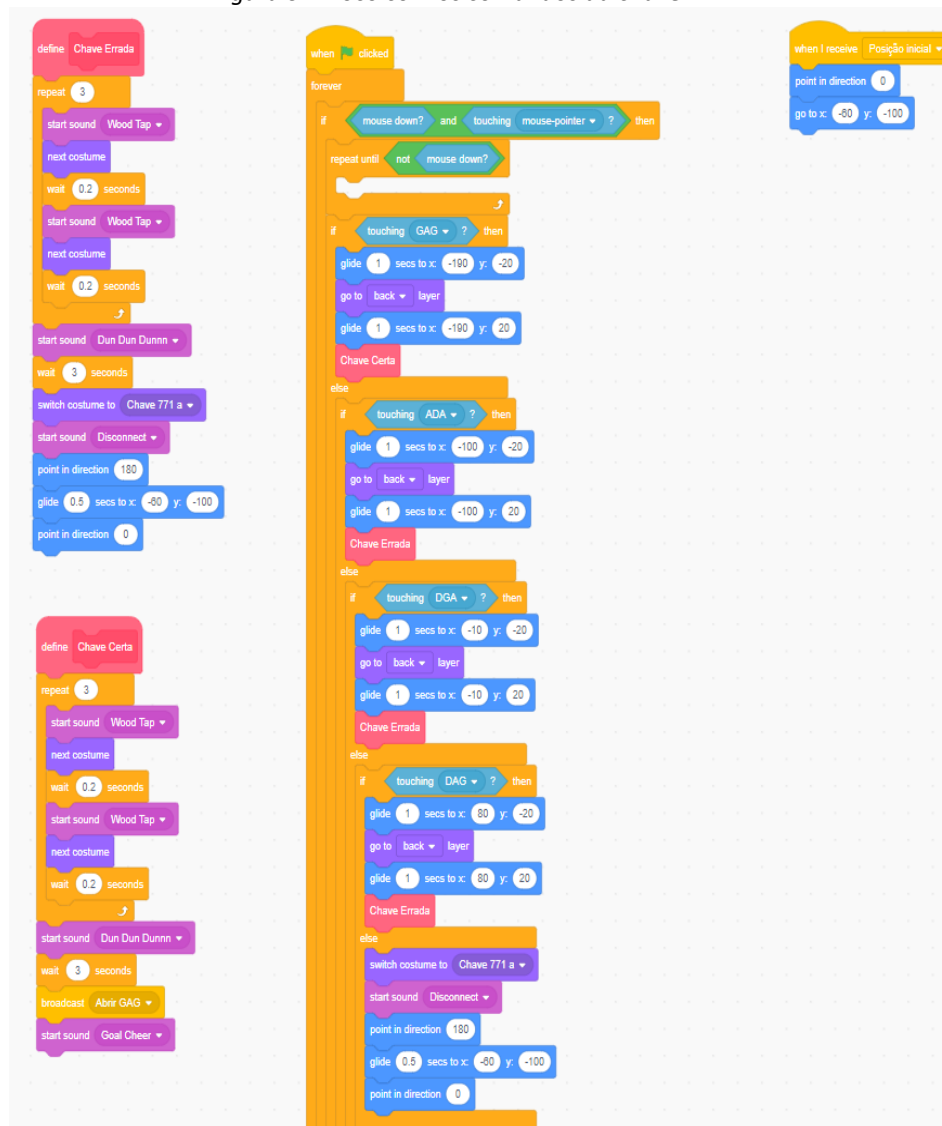 define Chave Errada
repeat 3
start sound Wood Tap
next costume
wait 0.2 seconds
start sound Wood Tap
next costume
wait 0.2 seconds
start sound Dun Dun Dunnn
wait 3 seconds
switch costume to Chave 771 a
start sound Disconnect
point in direction 180
glide 0.5 secs to x: -60 y: -100
point in direction 0
define Chave Certa
repeat 3
start sound Wood Tap
next costume
wait 0.2 seconds
start sound Wood Tap
next costume
wait 0.2 seconds
start sound Dun Dun Dunnn
wait 3 seconds
broadcast Abrir GAG
start sound Goal Cheer
when clicked
forever
if mouse down? and touching mouse-pointer ? then
repeat until not mouse down?
if touching GAG ? then
glide 1 secs to x: -190 y: -20
go to back layer
glide 1 secs to x: -190 y: 20
Chave Certa
else
if touching ADA ? then
glide 1 secs to x: -100 y: -20
go to back layer
glide 1 secs to x: -100 y: 20
Chave Errada
else
if touching DGA ? then
glide 1 secs to x: -10 y: -20
go to back layer
glide 1 secs to x: -10 y: 20
Chave Errada
else
if touching DAG ? then
glide 1 secs to x: 80 y: -20
go to back layer
glide 1 secs to x: 80 y: 20
Chave Errada
else
switch costume to Chave 771 a
start sound Disconnect
point in direction 180
glide 0.5 secs to x: -60 y: -100
point in direction 0
when I receive Posição inicial
point in direction 0
go to x: -60 y: -100